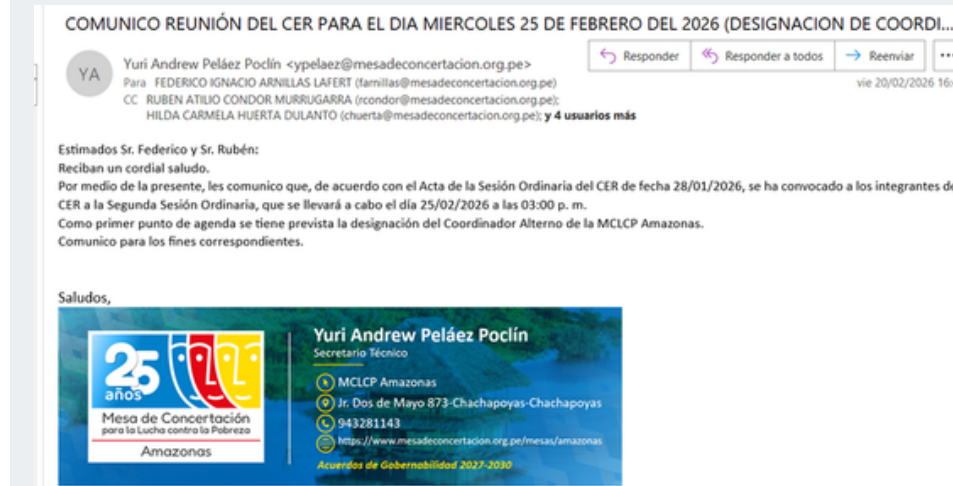 COMUNICO REUNIÓN DEL CER PARA EL DIA MIERCOLES 25 DE FEBRERO DEL 2026 (DESIGNACION DE COORDI...
YA
Yuri Andrew Peláez Poclín <ypelaez@mesadeconcertacion.org.pe>
Responder
Responder a todos
Reenviar
Para FEDERICO IGNACIO ARNILLAS LAFERT (farnillas@mesadeconcertacion.org.pe)
vie 20/02/2026 16:
CC RUBEN ATILIO CONDOR MURRUGARRA (rcondor@mesadeconcertacion.org.pe);
HILDA CARMELA HUERTA DULANTO (chuerta@mesadeconcertacion.org.pe); y 4 usuarios más
Estimados Sr. Federico y Sr. Rubén:
Reciban un cordial saludo.
Por medio de la presente, les comunico que, de acuerdo con el Acta de la Sesión Ordinaria del CER de fecha 28/01/2026, se ha convocado a los integrantes
CER a la Segunda Sesión Ordinaria, que se llevará a cabo el día 25/02/2026 a las 03:00 p. m.
Como primer punto de agenda se tiene prevista la designación del Coordinador Alterno de la MCLCP Amazonas.
Comunico para los fines correspondientes.
Saludos,
25
años
Mesa de Concertación
para la Lucha contra la Pobreza
Amazonas
Yuri Andrew Peláez Poclín
Secretario Técnico
MCLCP Amazonas
Jr. Dos de Mayo 873-Chachapoyas-Chachapoyas
943281143
https://www.mesadeconcertacion.org.pe/mesas/amazonas
Acuerdos de Gobernabilidad 2027-2030